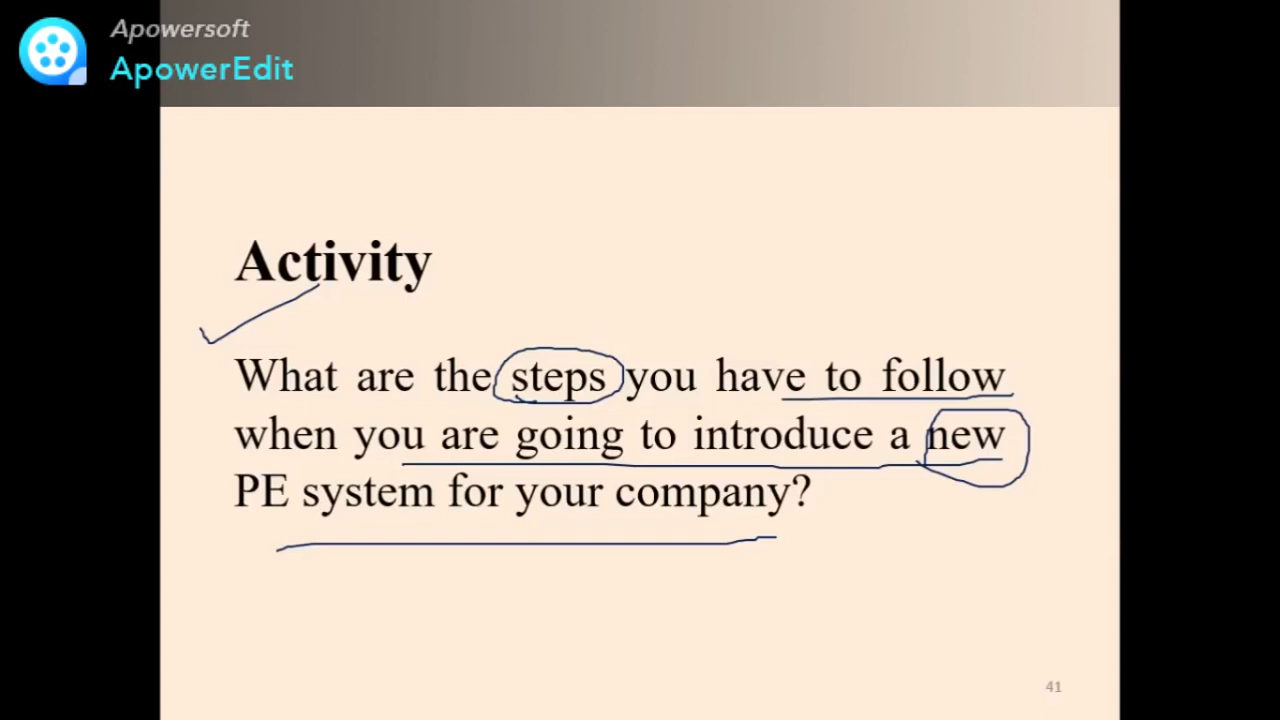 Apowersoft
ApowerEdit
Activity
What are the steps you have to follow
when you are going to introduce a new
PE system for your company?
41